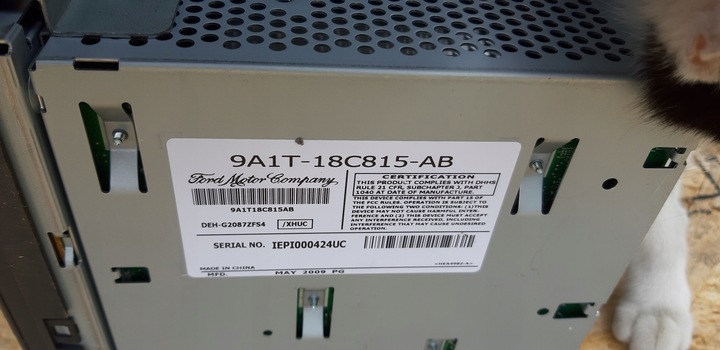 9A1T-18C815-AB
Ford Motor Company
9A1T18C815AB
DEH-G2087ZFS4 /XHUC
SERIAL NO. IEPI000424UC
MADE IN CHINA
MFD. MAY 2009 PG
CERTIFICATION
THIS PRODUCT COMPLIES WITH DHHS
RULE 21 CFR, SUBCHAPTER J, PART
1040 AT DATE OF MANUFACTURE.
THIS DEVICE COMPLIES WITH PART 15 OF
THE FCC RULES. OPERATION IS SUBJECT TO
THE FOLLOWING TWO CONDITIONS: (1)THIS
DEVICE MAY NOT CAUSE HARMFUL INTER-
FERENCE AND (2) THIS DEVICE MUST ACCEPT
ANY INTERFERENCE RECEIVED, INCLUDING
INTERFERENCE THAT MAY CAUSE UNDESIRED
OPERATION.